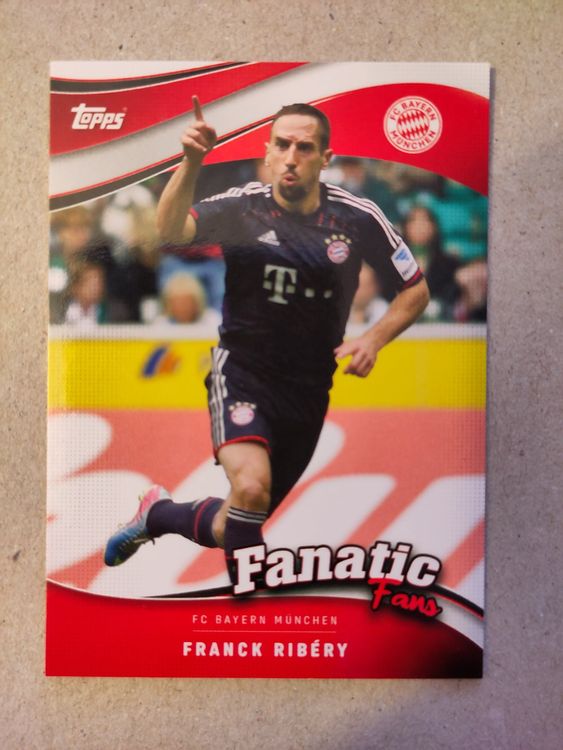 Topps
FC BAYERN
MÜNCHEN
T
Fanatic
Fans
FC BAYERN MÜNCHEN
FRANCK RIBÉRY